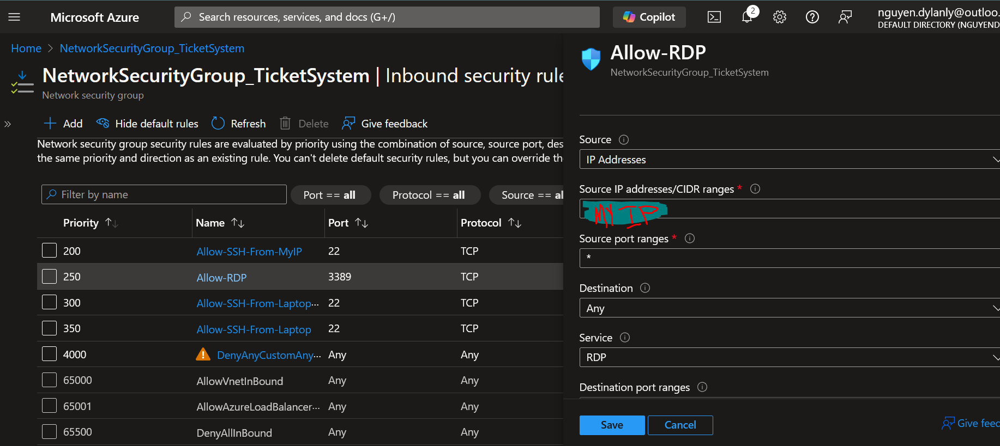 Microsoft Azure
Search resources, services, and docs (G+/)
Copilot
2
nguyen.dylanly@outloo.
DEFAULT DIRECTORY (NGUYEND
Home > NetworkSecurityGroup_TicketSystem
NetworkSecurityGroup_TicketSystem | Inbound security rule
Network security group
Add
Hide default rules
Refresh
Delete
Give feedback
Network security group security rules are evaluated by priority using the combination of source, source port, des
the same priority and direction as an existing rule. You can't delete default security rules, but you can override th
Filter by name
Port == all
Protocol == all
Source == al
Priority Name Port Protocol
200 Allow-SSH-From-MyIP 22 TCP
250 Allow-RDP 3389 TCP
300 Allow-SSH-From-Laptop... 22 TCP
350 Allow-SSH-From-Laptop 22 TCP
4000 DenyAnyCustomAny... Any Any
65000 AllowVnetInBound Any Any
65001 AllowAzureLoadBalancer... Any Any
65500 DenyAllInBound Any Any
Allow-RDP
NetworkSecurityGroup_TicketSystem
Source
IP Addresses
Source IP addresses/CIDR ranges *
MY IP
Source port ranges *
*
Destination
Any
Service
RDP
Destination port ranges
Save
Cancel
Give feed